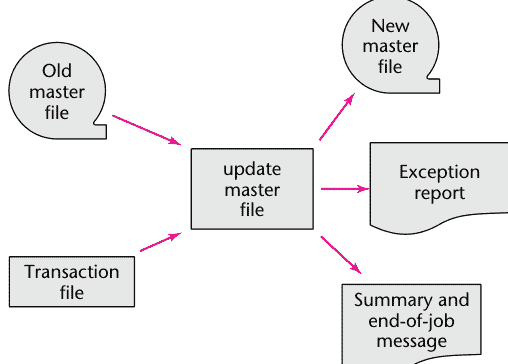 New
master
file
Old
master
file
update
master
file
Exception
report
Transaction
file
Summary and
end-of-job
message